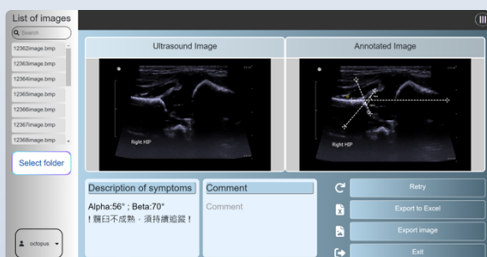 List of images
Search
12362image.bmp
12363image.bmp
12364image.bmp
12365image.bmp
12366image.bmp
12367image.bmp
12368image.bmp
Select folder
octopus
Ultrasound Image
Right HIP
Annotated Image
Right HIP
Description of symptoms
Alpha:56° ; Beta:70°
! 髖臼不成熟，須持續追蹤 !
Comment
Comment
Retry
Export to Excel
Export image
Exit